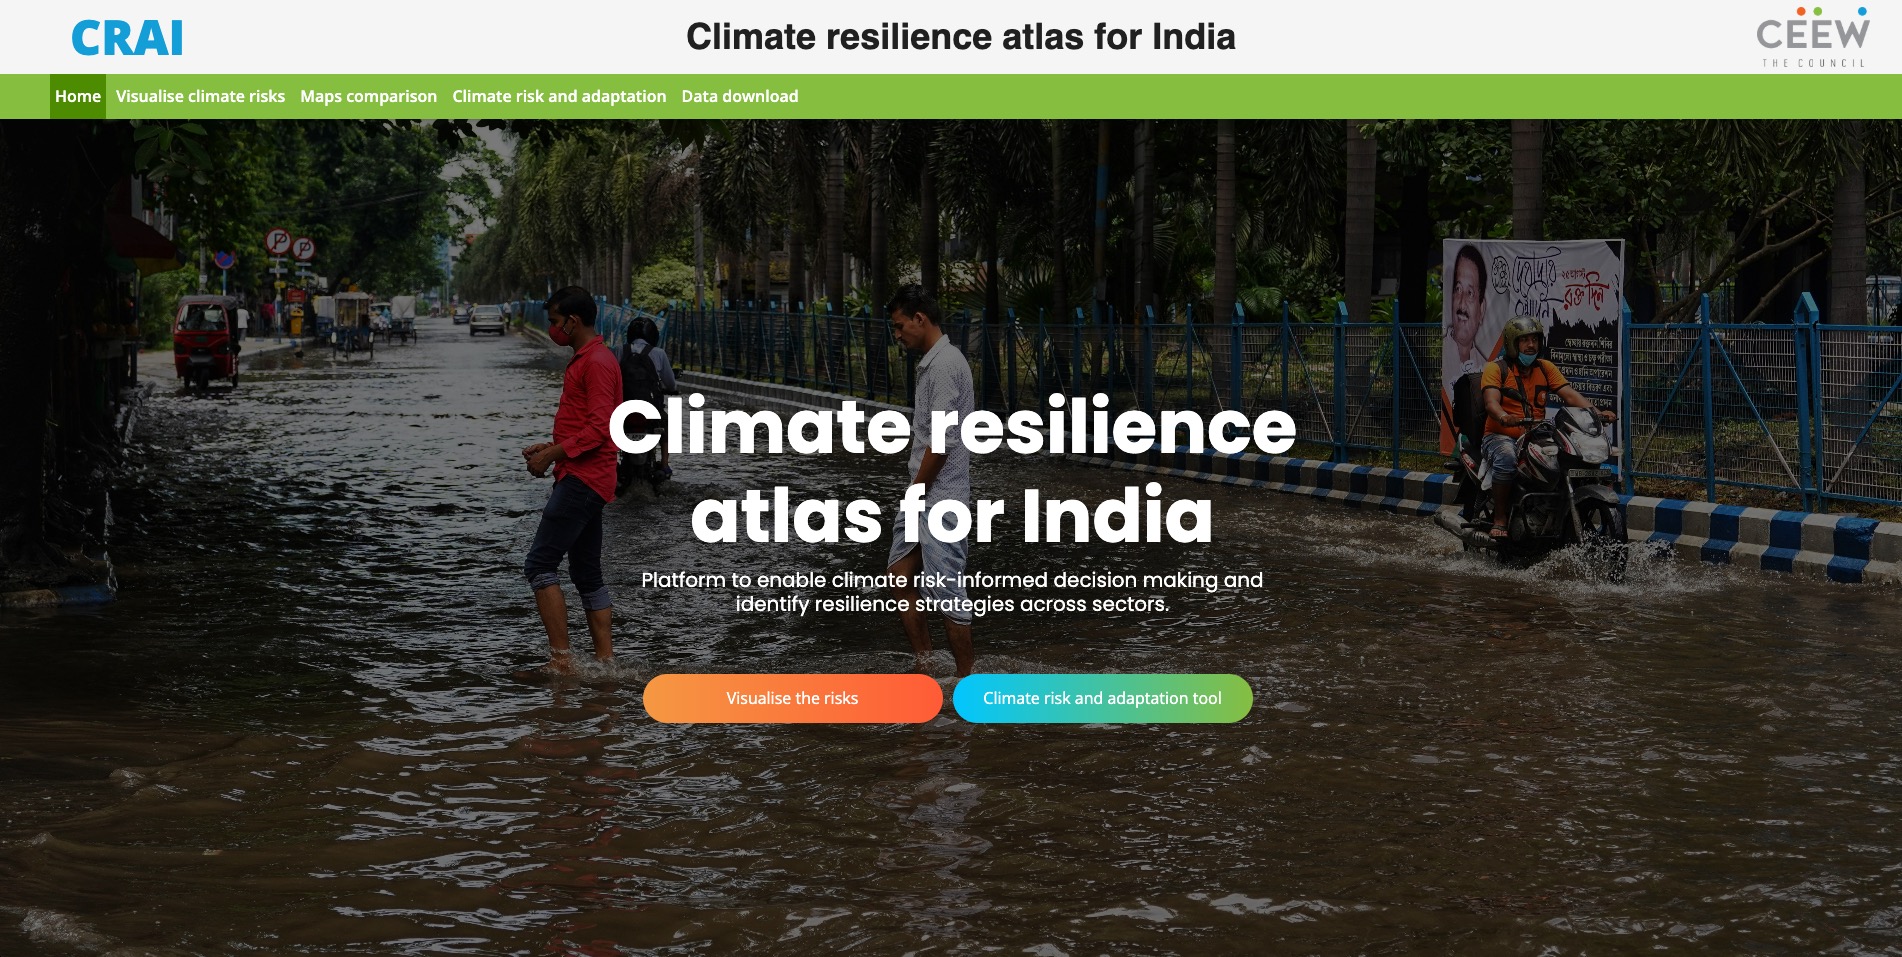 CRAI
Climate resilience atlas for India
CEEW
THE COUNCIL
Home Visualise climate risks Maps comparison Climate risk and adaptation Data download
রক্ত দিন
Climate resilience
atlas for India
Platform to enable climate risk-informed decision making and
identify resilience strategies across sectors.
Visualise the risks Climate risk and adaptation tool